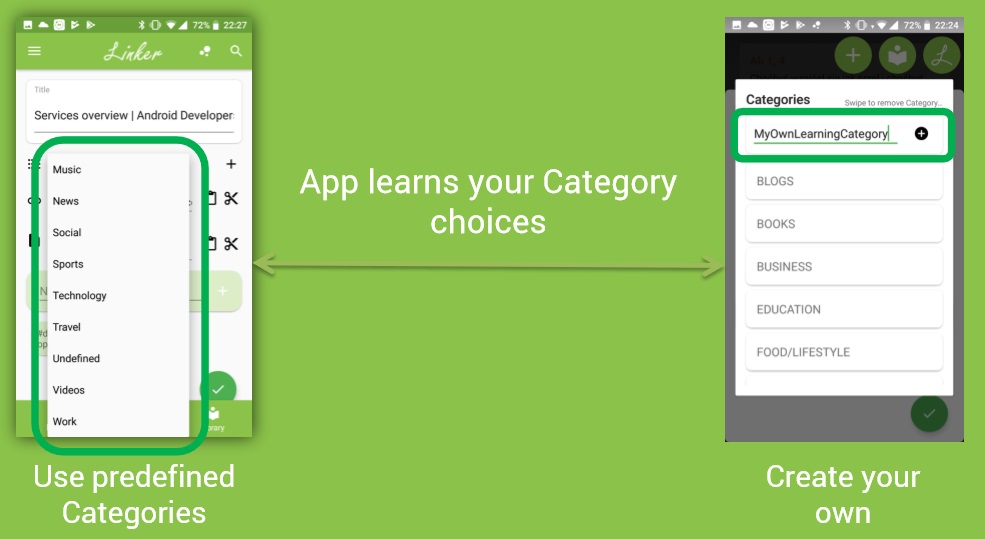 72% 22:27
Linker
Title
Services overview | Android Developer
Music
News
Social
Sports
Technology
Travel
Undefined
Videos
Work
Use predefined
Categories
App learns your Category
choices
72% 22:24
Categories
Swipe to remove Category..
MyOwnLearningCategory
BLOGS
BOOKS
BUSINESS
EDUCATION
FOOD/LIFESTYLE
Create your
own